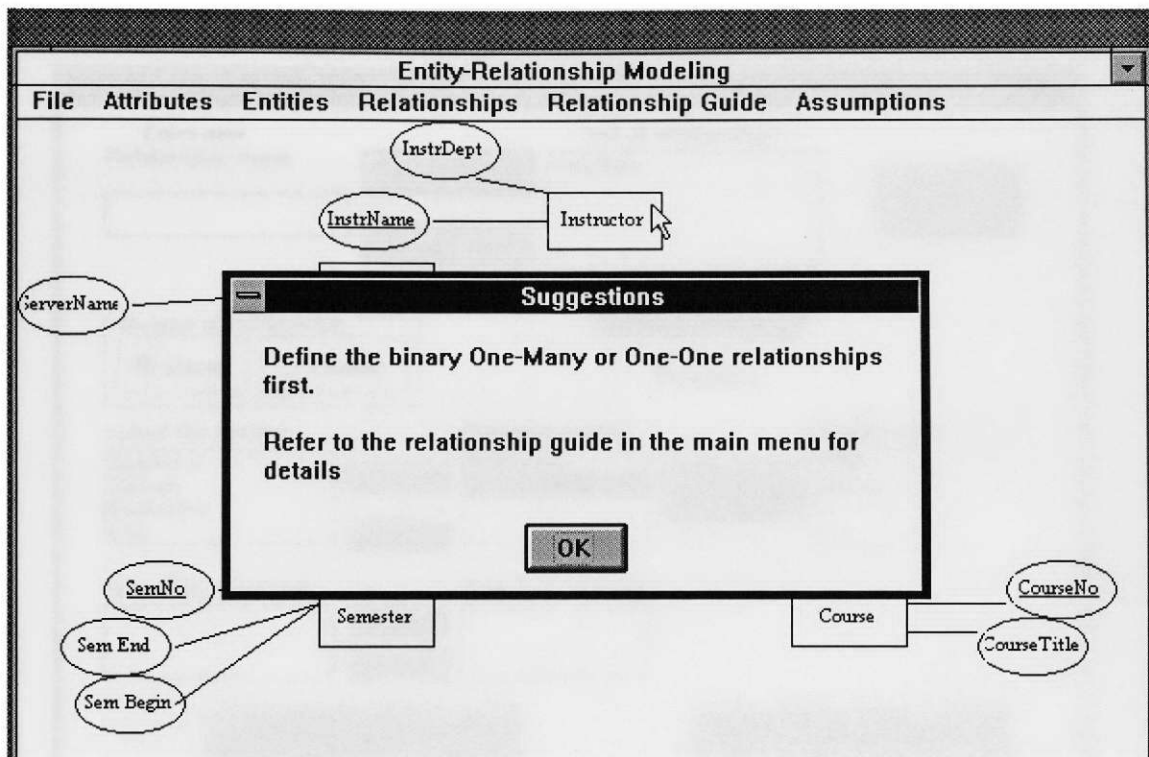 Entity-Relationship Modeling
File Attributes Entities Relationships Relationship Guide Assumptions
InstrDept
InstrName
Instructor
ServerName
Suggestions
Define the binary One-Many or One-One relationships
first.
Refer to the relationship guide in the main menu for
details
OK
SemNo
CourseNo
Semester
Course
Sem End
CourseTitle
Sem Begin